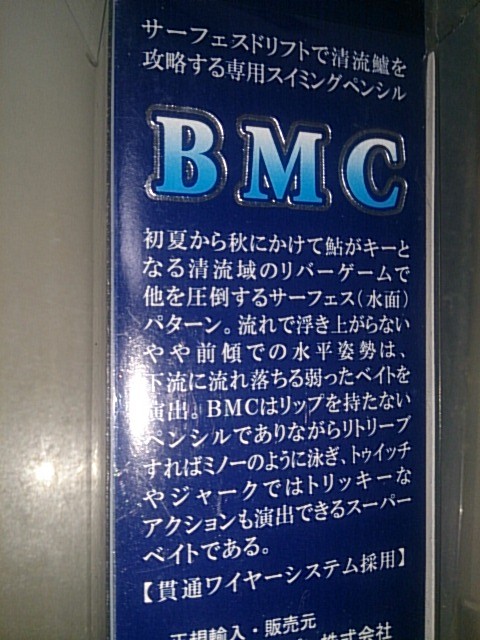 サーフェスドリフトで清流鱸を
攻略する専用スイミングペンシル
BMC
初夏から秋にかけて鮎がキーと
なる清流域のリバーゲームで
他を圧倒するサーフェス(水面)
パターン。流れで浮き上がらない
やや前傾での水平姿勢は、
下流に流れ落ちる弱ったベイトを
演出。BMCはリップを持たない
ペンシルでありながらリトリーブ
すればミノーのように泳ぎ、トゥイッチ
やジャークではトリッキーな
アクションも演出できるスーパー
ベイトである。
【貫通ワイヤーシステム採用】
正規輸入・販売元
株式会社